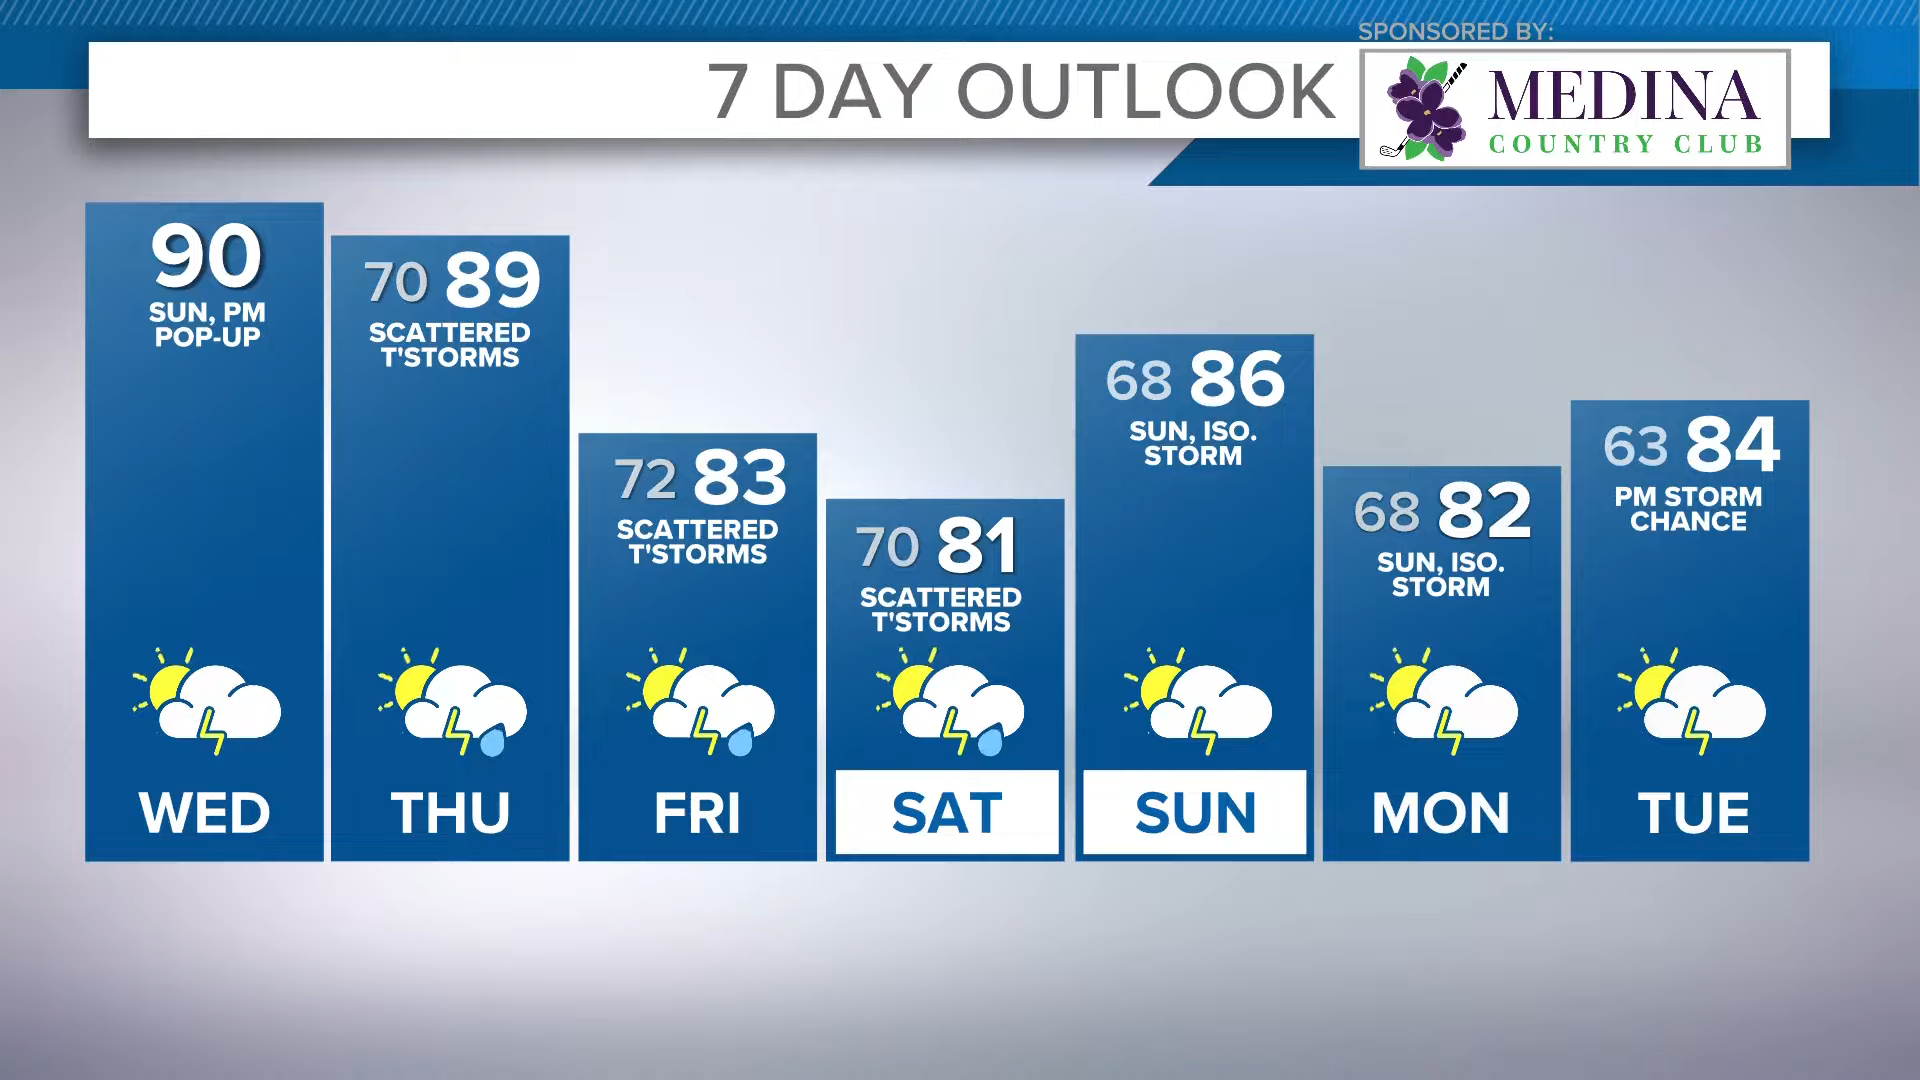 SPONSORED BY:
7 DAY OUTLOOK
MEDINA
COUNTRY CLUB
90
SUN, PM
POP-UP
WED
70 89
SCATTERED
T'STORMS
THU
72 83
SCATTERED
T'STORMS
FRI
70 81
SCATTERED
T'STORMS
SAT
68 86
SUN, ISO.
STORM
SUN
68 82
SUN, ISO.
STORM
MON
63 84
PM STORM
CHANCE
TUE